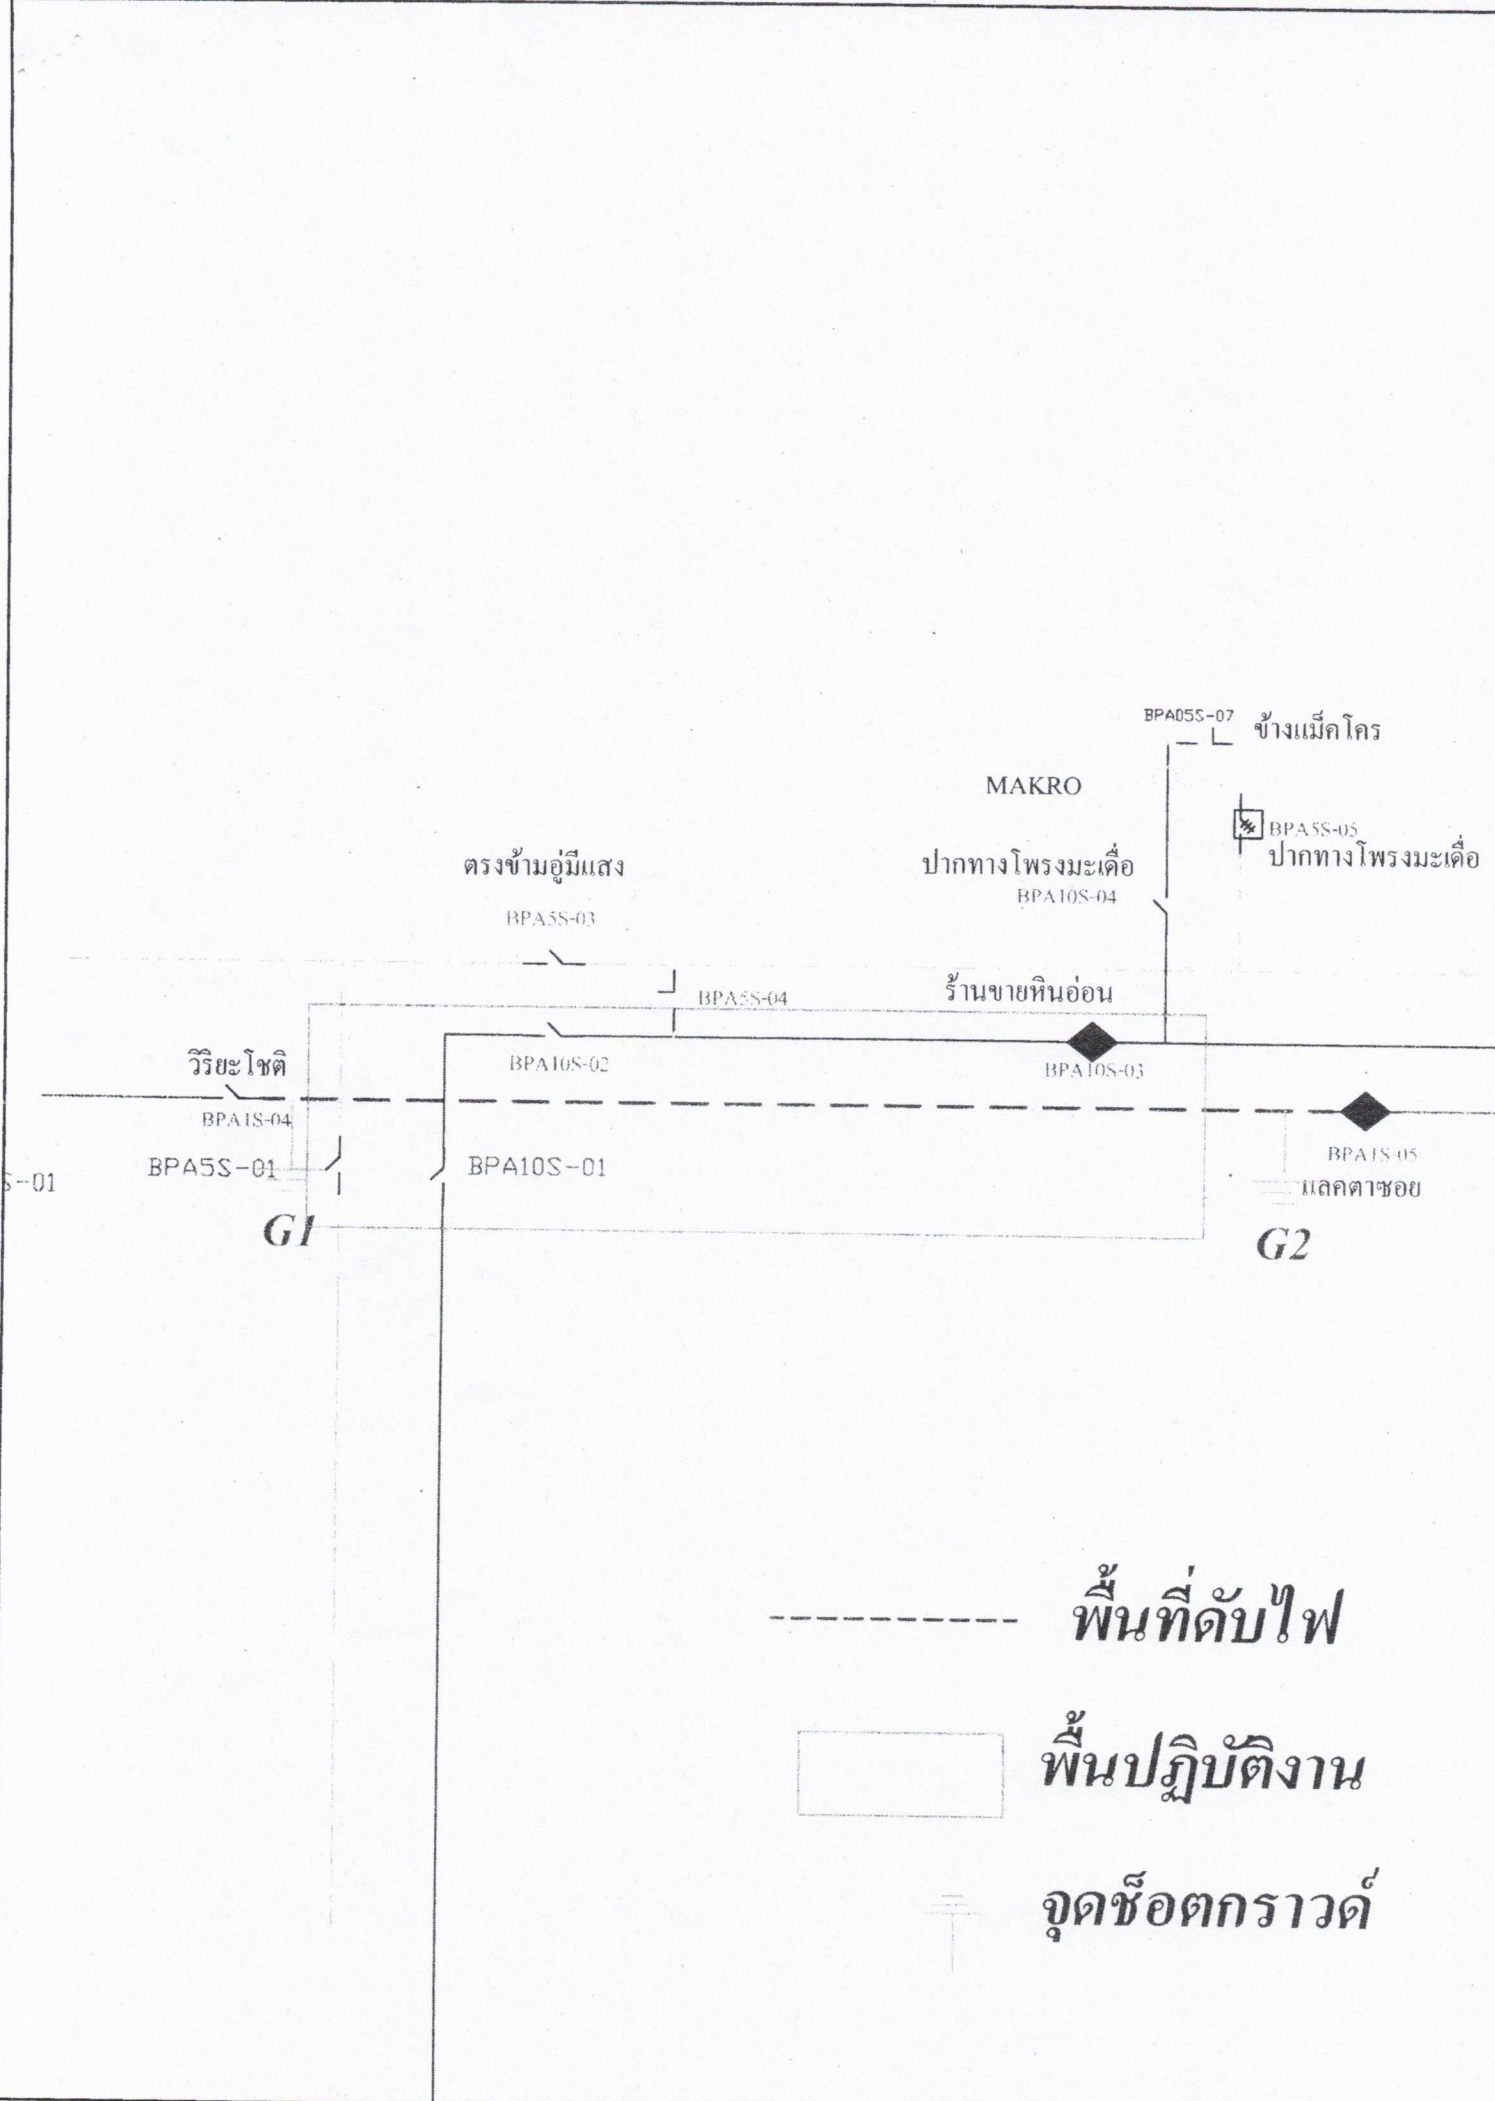 BPA05S-07
ข้างแม็คโคร
MAKRO
BPA5S-05
ปากทางโพรงมะเดื่อ
ตรงข้ามอู่มีแสง
ปากทางโพรงมะเดื่อ
BPA10S-04
BPA5S-03
BPA5S-04
ร้านขายหินอ่อน
วิริยะโชติ
BPA10S-02
BPA10S-03
BPA1S-04
BPA5S-01
BPA10S-01
BPA1S-05
S-01
แลคตาซอย
G1
G2
พื้นที่ดับไฟ
พื้นปฏิบัติงาน
จุดช็อตกราวด์